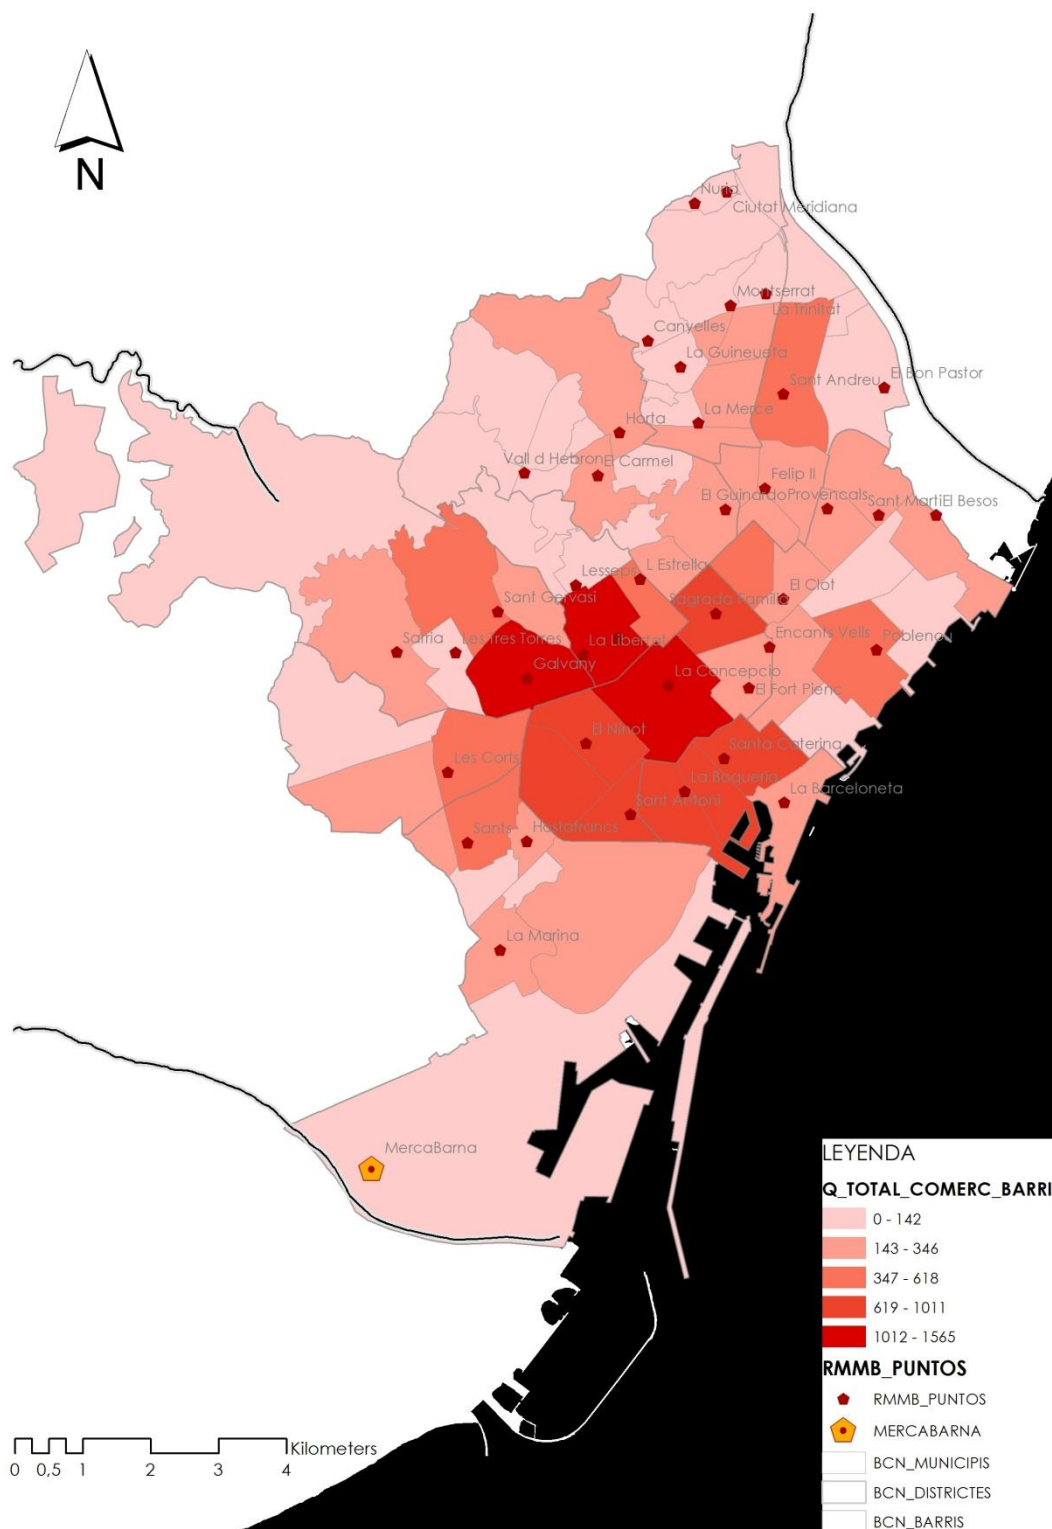 N
Nuria
Ciutat Meridiana
Montserrat
La Trinitat
Canyelles
La Guineueta
Sant Andreu
El Bon Pastor
La Merce
Horta
Vall d Hebron
El Carmel
Felip II
El Guinardo
Provencals
Sant Marti
El Besos
Lesseps
L Estrella
El Clot
Sant Gervasi
Sagrada Familia
Sarria
Les Tres Torres
La Libertat
Encants Vells
Poblenou
Galvany
La Concepcio
El Fort Pienc
El Ninot
Santa Caterina
Les Corts
La Boqueria
La Barceloneta
Sant Antoni
Sants
Hostafrancs
La Marina
MercaBarna
LEYENDA
Q_TOTAL_COMERC_BARRI
0 - 142
143 - 346
347 - 618
619 - 1011
1012 - 1565
RMMB_PUNTOS
RMMB_PUNTOS
MERCABARNA
BCN_MUNICIPIS
BCN_DISTRICTES
BCN_BARRIS
Kilometers
0 0,5 1 2 3 4